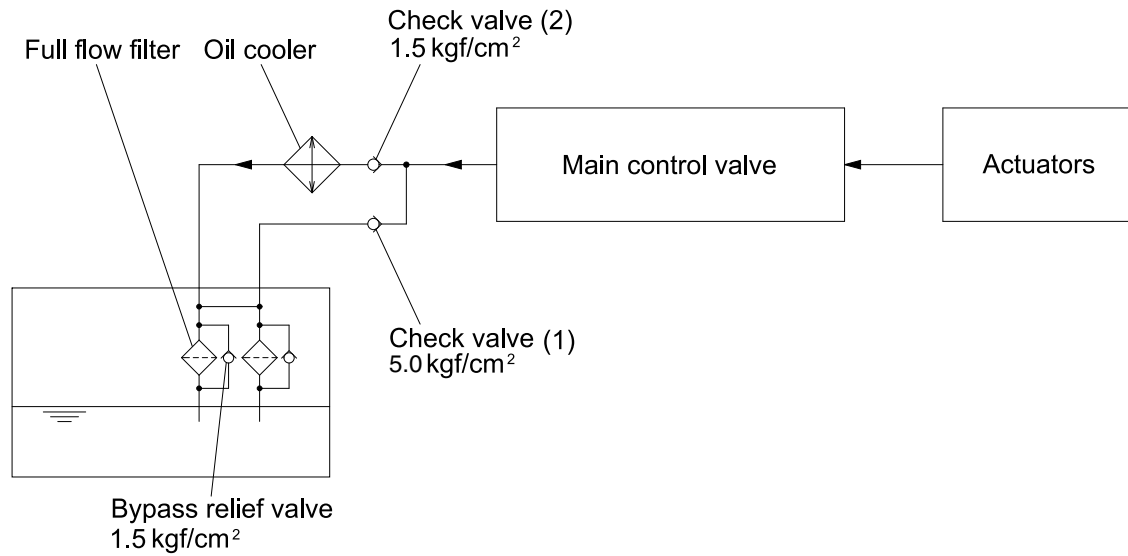 Check valve (2)
1.5 kgf/cm²
Full flow filter
Oil cooler
Main control valve
Actuators
Check valve (1)
5.0 kgf/cm²
Bypass relief valve
1.5 kgf/cm²